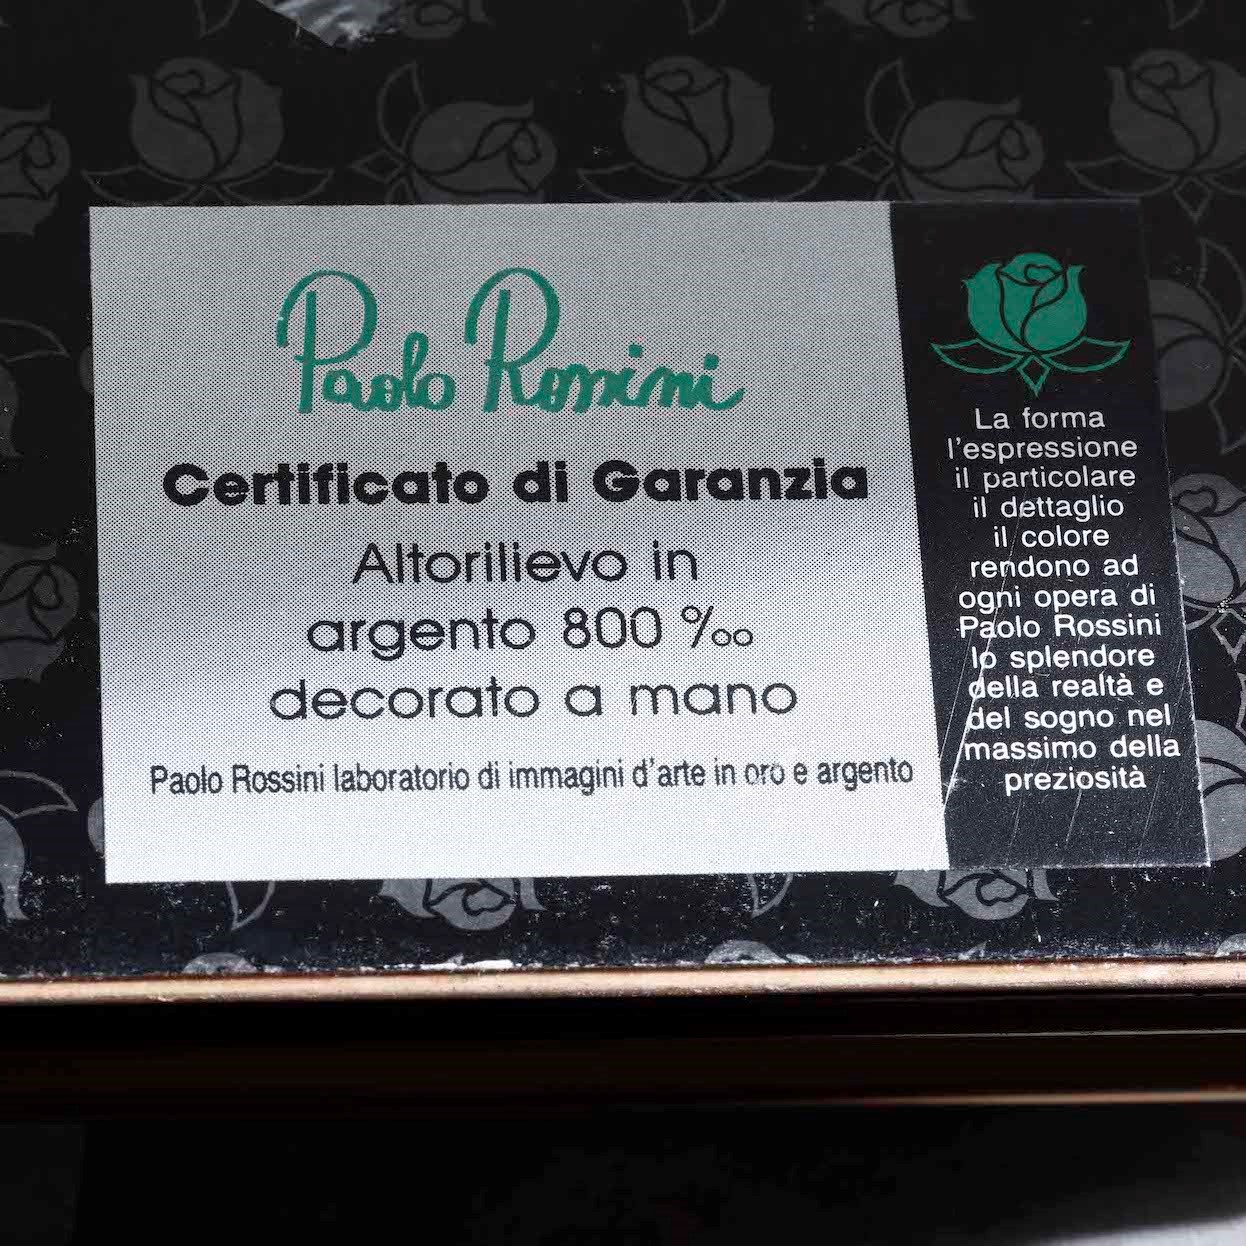 Paolo Rossini
Certificato di Garanzia
Altorilievo in
argento 800 %oo
decorato a mano
Paolo Rossini laboratorio di immagini d'arte in oro e argento
La forma
l'espressione
il particolare
il dettaglio
il colore
rendono ad
ogni opera di
Paolo Rossini
lo splendore
della realtà e
del sogno nel
massimo della
preziosità